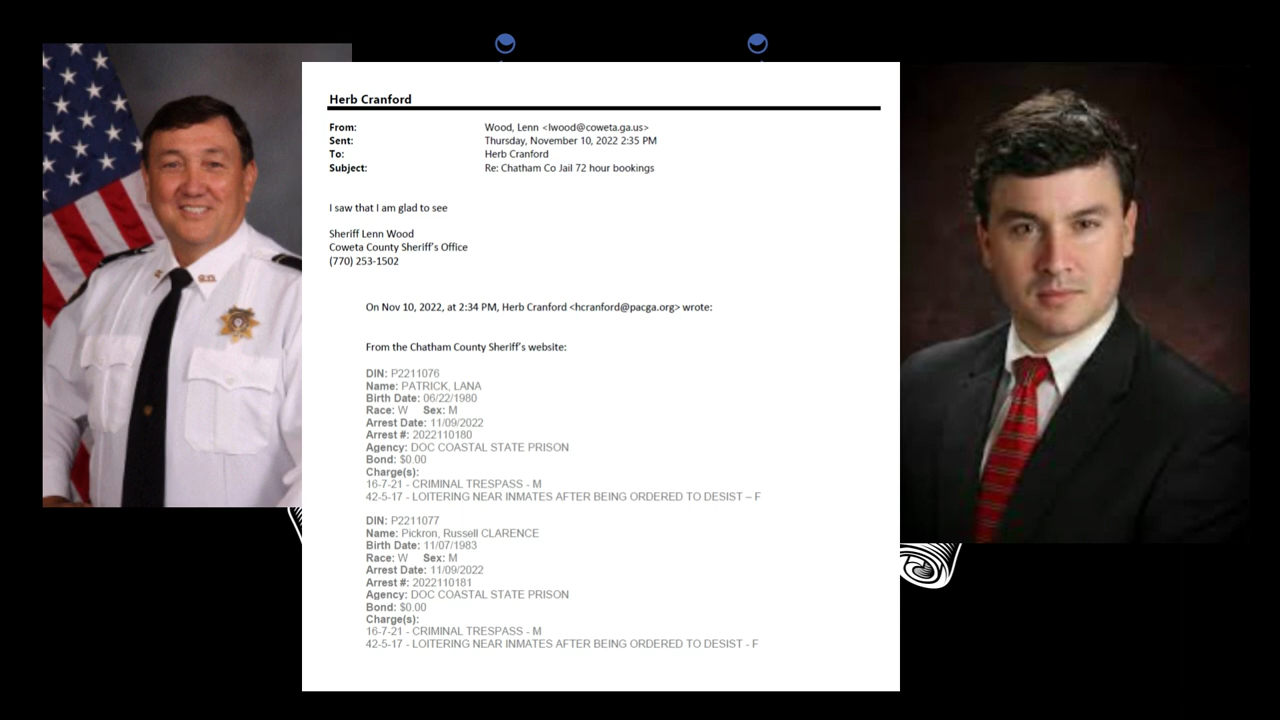 Herb Cranford
From: Wood, Lenn <lwood@coweta.ga.us>
Sent: Thursday, November 10, 2022 2:35 PM
To: Herb Cranford
Subject: Re: Chatham Co Jail 72 hour bookings
I saw that I am glad to see
Sheriff Lenn Wood
Coweta County Sheriff's Office
(770) 253-1502
On Nov 10, 2022, at 2:34 PM, Herb Cranford <hcranford@pacga.org> wrote:
From the Chatham County Sheriff's website:
DIN: P2211076
Name: PATRICK, LANA
Birth Date: 06/22/1980
Race: W Sex: M
Arrest Date: 11/09/2022
Arrest #: 2022110180
Agency: DOC COASTAL STATE PRISON
Bond: $0.00
Charge(s):
16-7-21 - CRIMINAL TRESPASS - M
42-5-17 - LOITERING NEAR INMATES AFTER BEING ORDERED TO DESIST – F
DIN: P2211077
Name: Pickron, Russell CLARENCE
Birth Date: 11/07/1983
Race: W Sex: M
Arrest Date: 11/09/2022
Arrest #: 2022110181
Agency: DOC COASTAL STATE PRISON
Bond: $0.00
Charge(s):
16-7-21 - CRIMINAL TRESPASS - M
42-5-17 - LOITERING NEAR INMATES AFTER BEING ORDERED TO DESIST - F